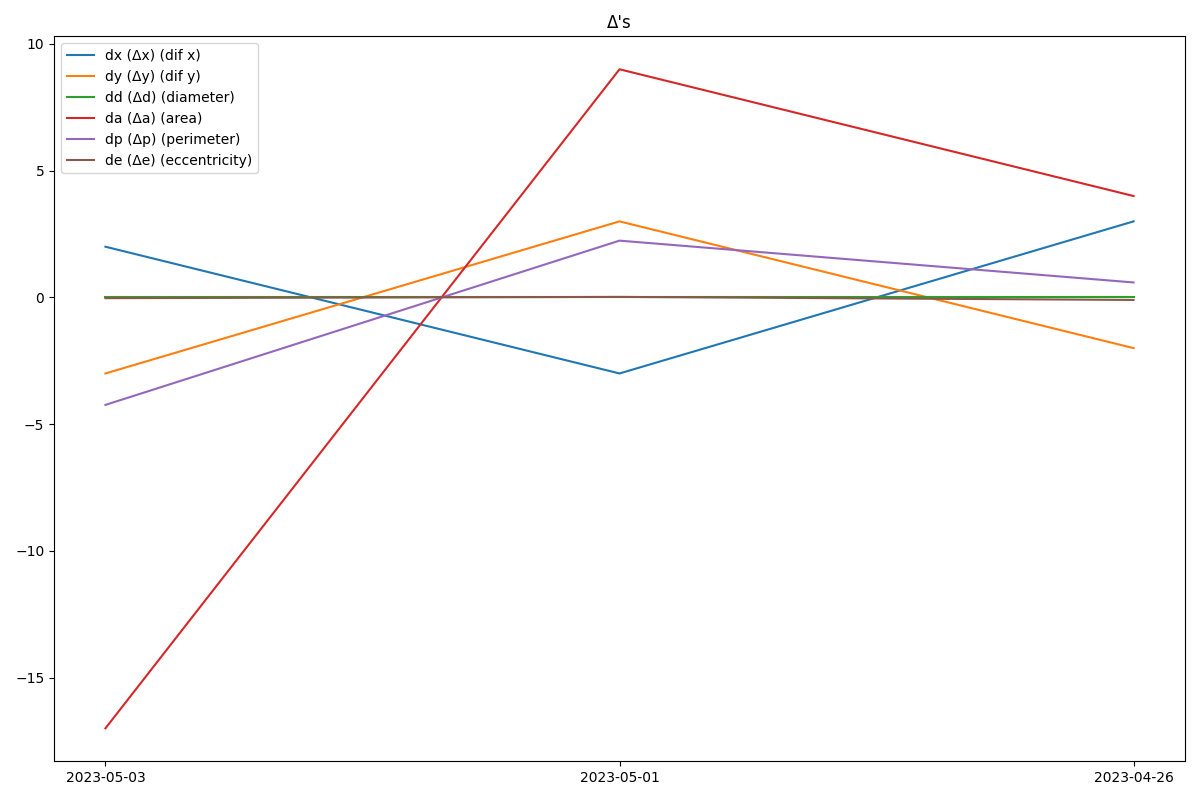 Δ's
10
5
0
−5
−10
−15
dx (Δx) (dif x)
dy (Δy) (dif y)
dd (Δd) (diameter)
da (Δa) (area)
dp (Δp) (perimeter)
de (Δe) (eccentricity)
2023-05-03
2023-05-01
2023-04-26